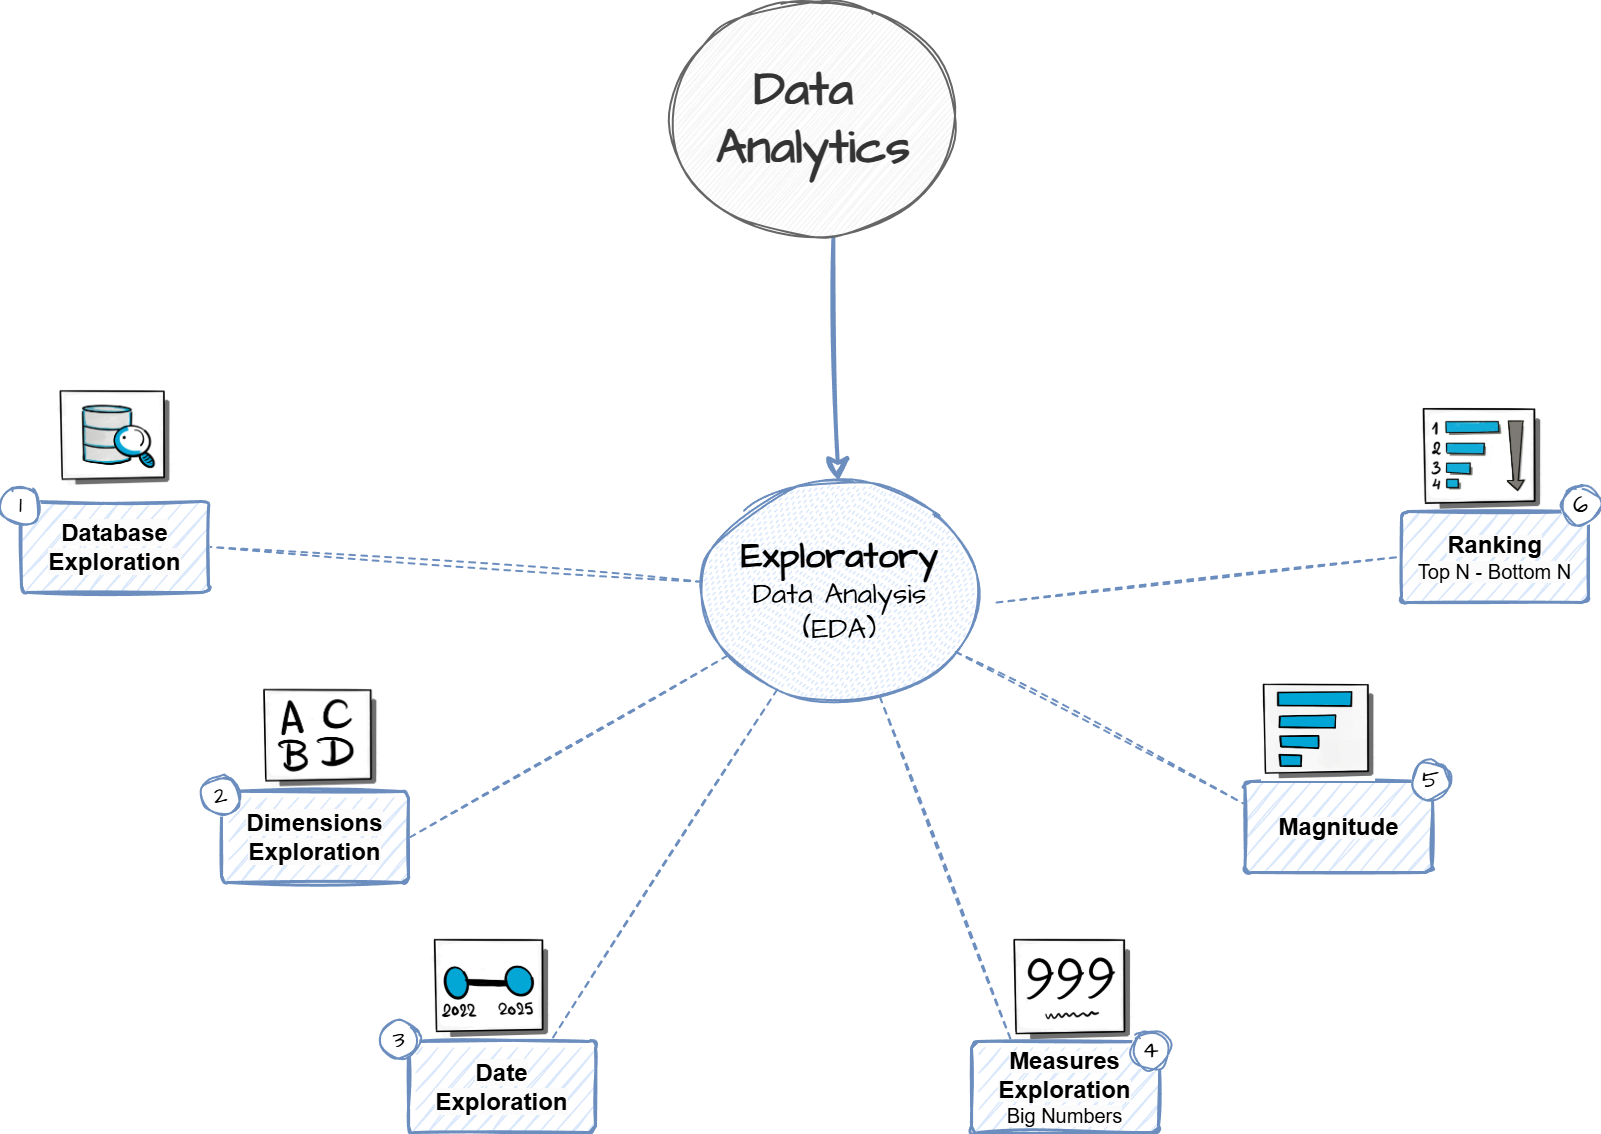 Data
Analytics
Exploratory
Data Analysis
(EDA)
1
Database
Exploration
A C
B D
2
Dimensions
Exploration
2022 2025
3
Date
Exploration
999
4
Measures
Exploration
Big Numbers
5
Magnitude
1
2
3
4
6
Ranking
Top N - Bottom N